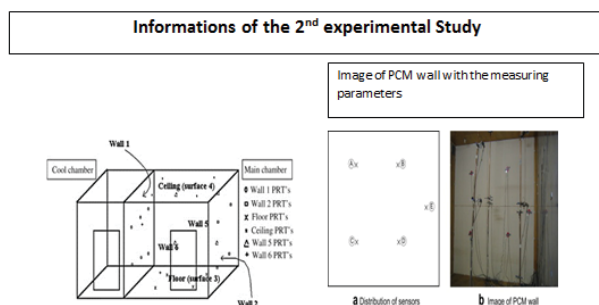 Informations of the 2nd experimental Study
Image of PCM wall with the measuring
parameters
Wall 1
Cool chamber
Main chamber
Ceiling (surface 4)
Wall 1 PRT's
Wall 2 PRT's
Floor PRT's
Ceiling PRT's
Wall 5 PRT's
Wall 6 PRT's
Wall 5
Wall 6
Floor (surface 3)
Wall 2
A
B
E
C
D
a Distribution of sensors
b Image of PCM wall